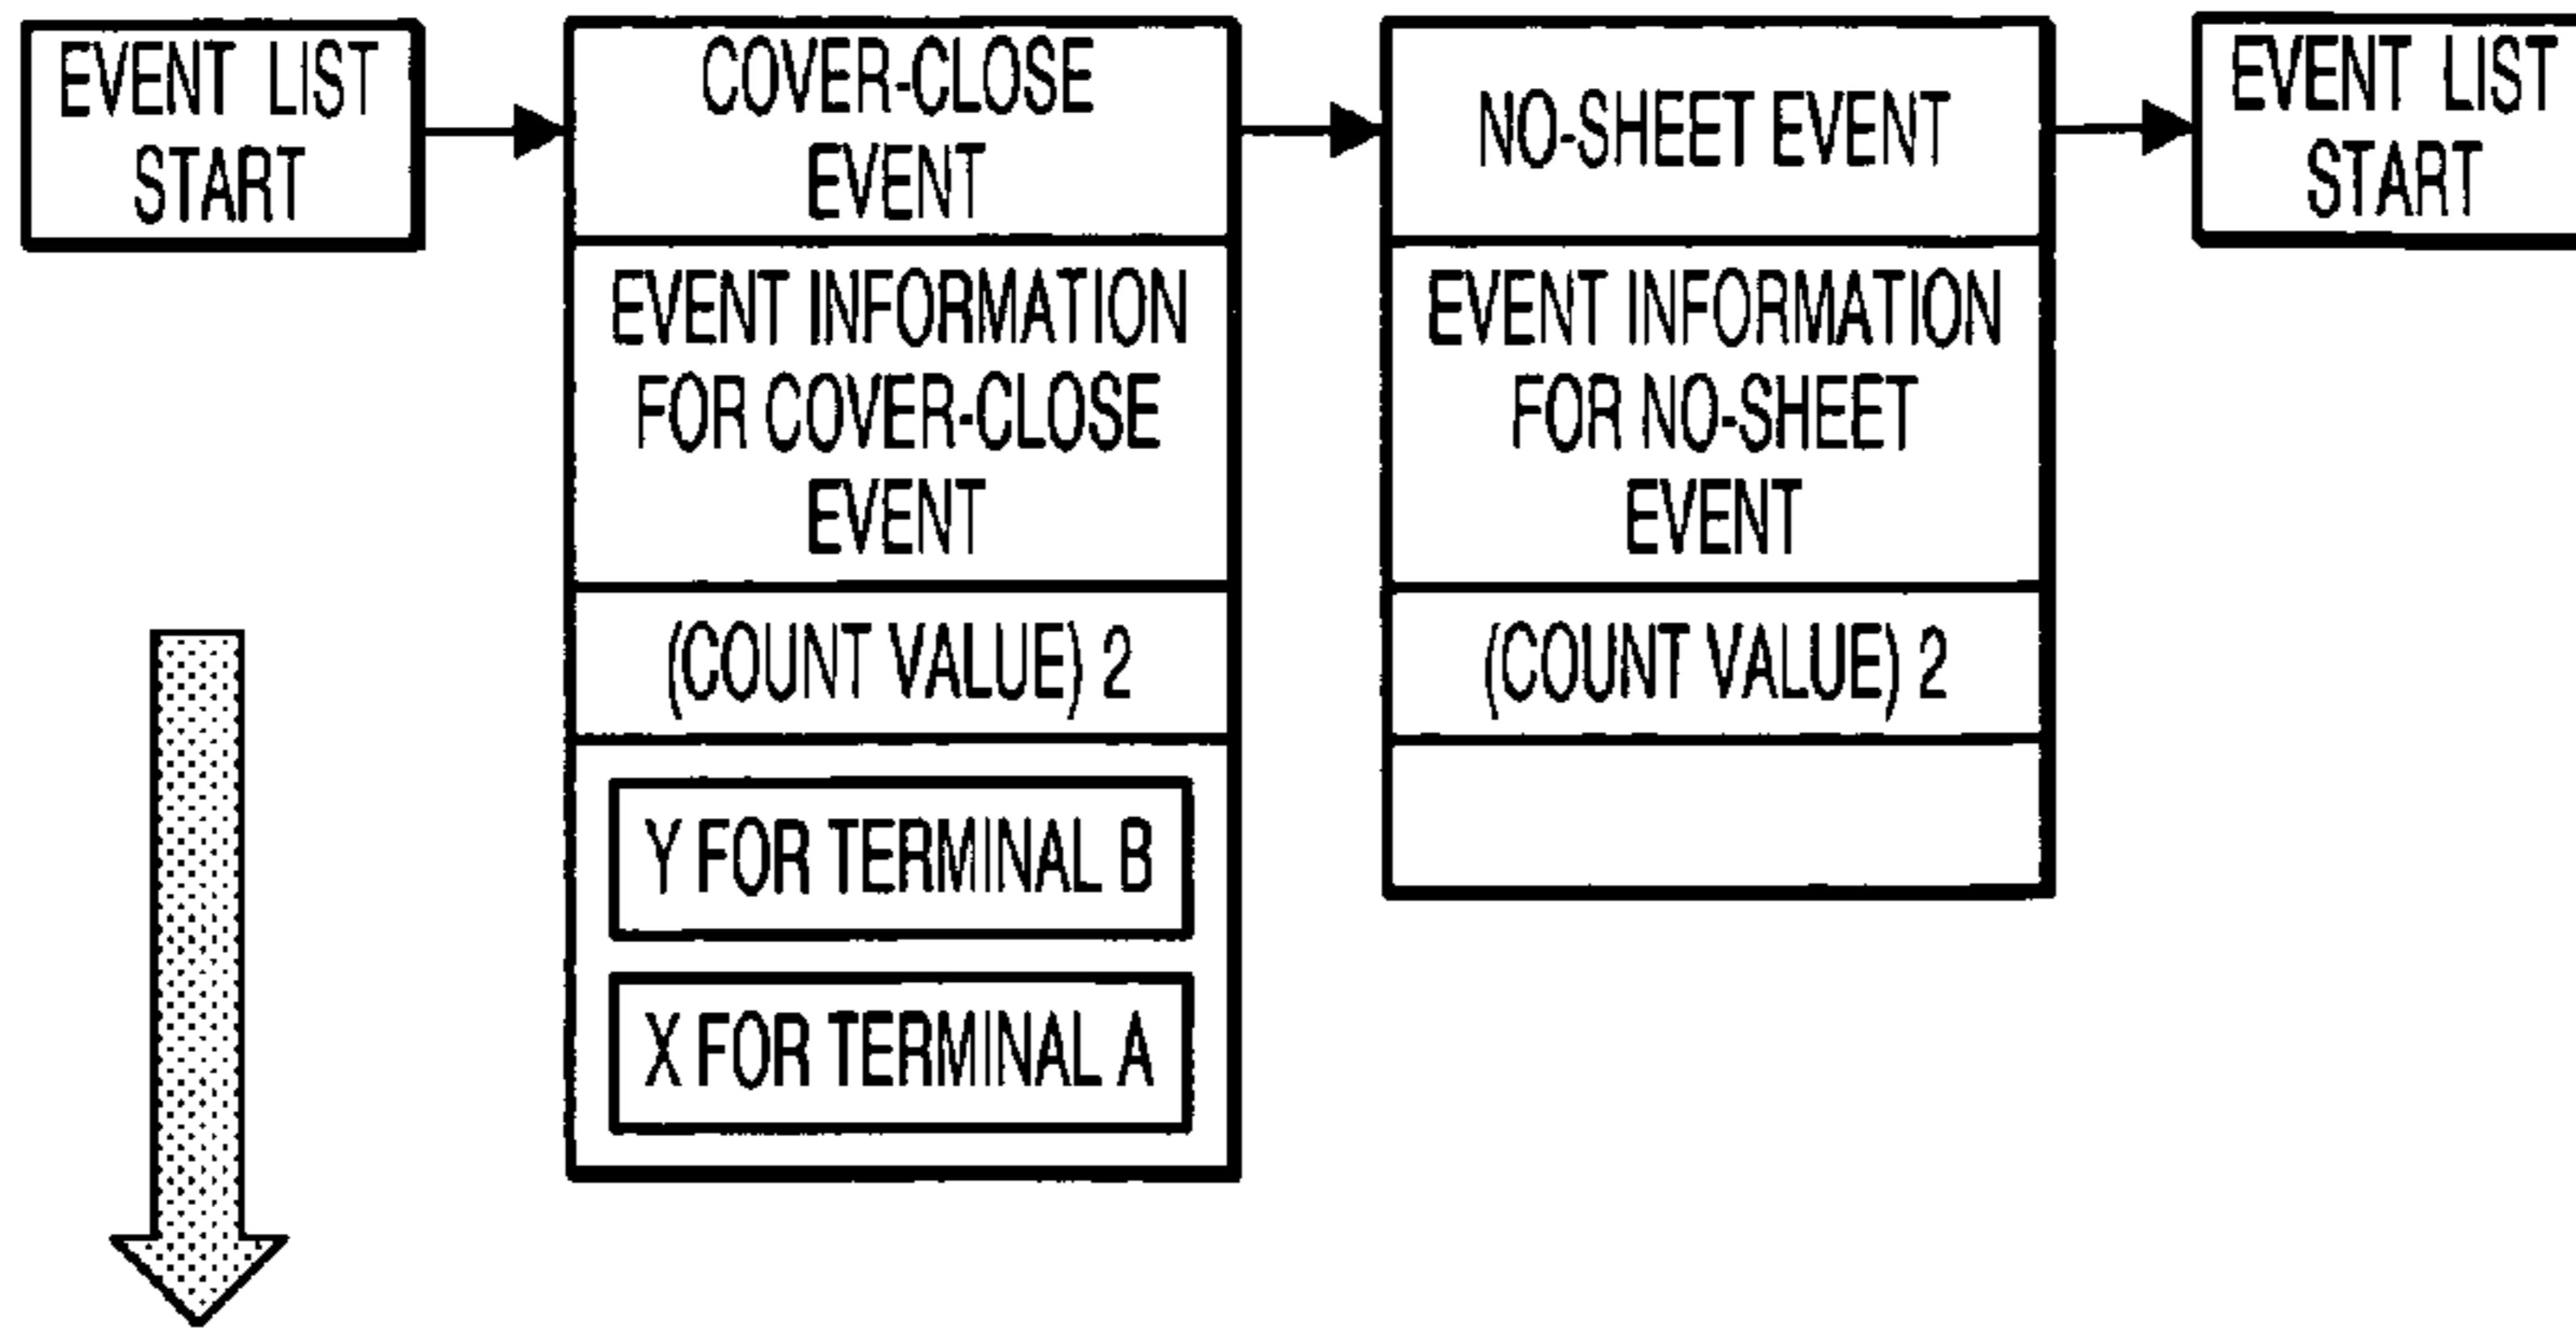 EVENT LIST
START
COVER-CLOSE
EVENT
EVENT INFORMATION
FOR COVER-CLOSE
EVENT
(COUNT VALUE) 2
Y FOR TERMINAL B
X FOR TERMINAL A
NO-SHEET EVENT
EVENT INFORMATION
FOR NO-SHEET
EVENT
(COUNT VALUE) 2
EVENT LIST
START